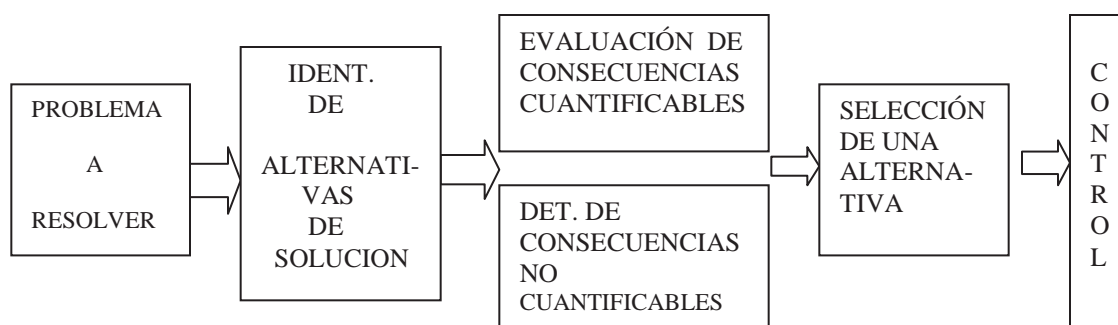 PROBLEMA
A
RESOLVER
IDENT.
DE
ALTERNATI-
VAS
DE
SOLUCION
EVALUACIÓN DE
CONSECUENCIAS
CUANTIFICABLES
DET. DE
CONSECUENCIAS
NO
CUANTIFICABLES
SELECCIÓN
DE UNA
ALTERNA-
TIVA
C
O
N
T
R
O
L